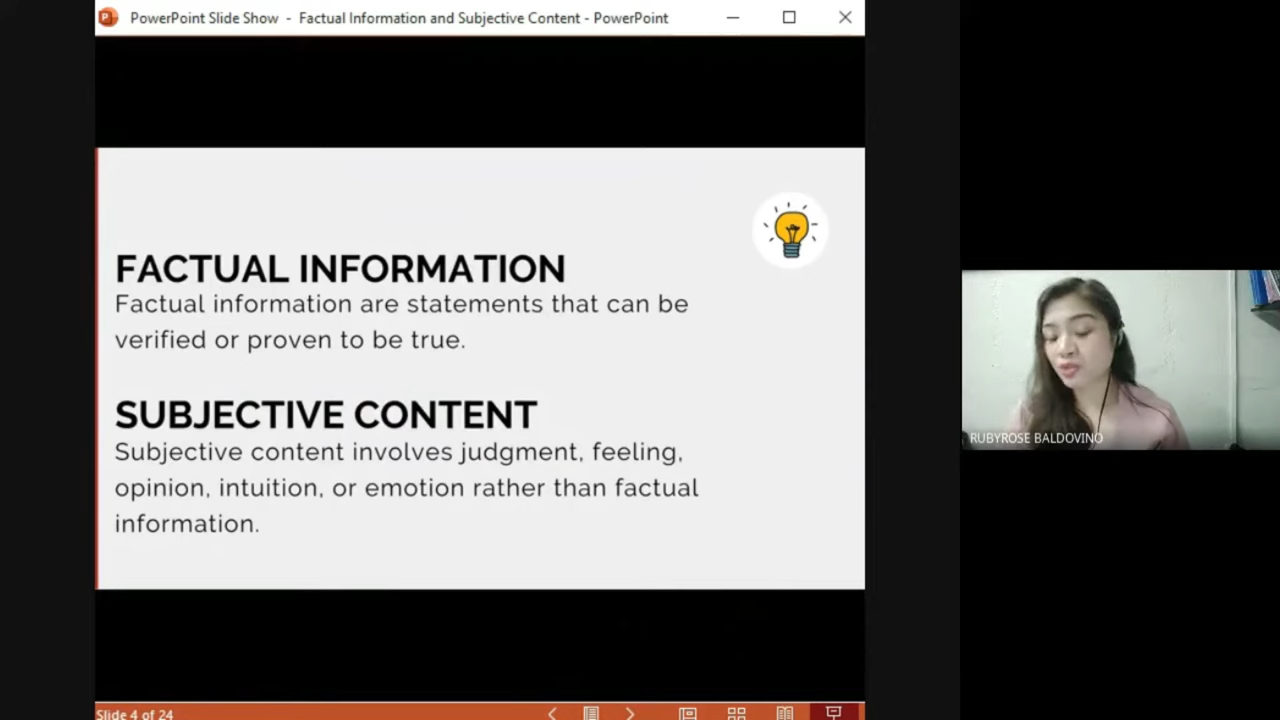 PowerPoint Slide Show - Factual Information and Subjective Content - PowerPoint
FACTUAL INFORMATION
Factual information are statements that can be
verified or proven to be true.
SUBJECTIVE CONTENT
Subjective content involves judgment, feeling,
opinion, intuition, or emotion rather than factual
information.
RUBYROSE BALDOVINO
Slide 4 of 24